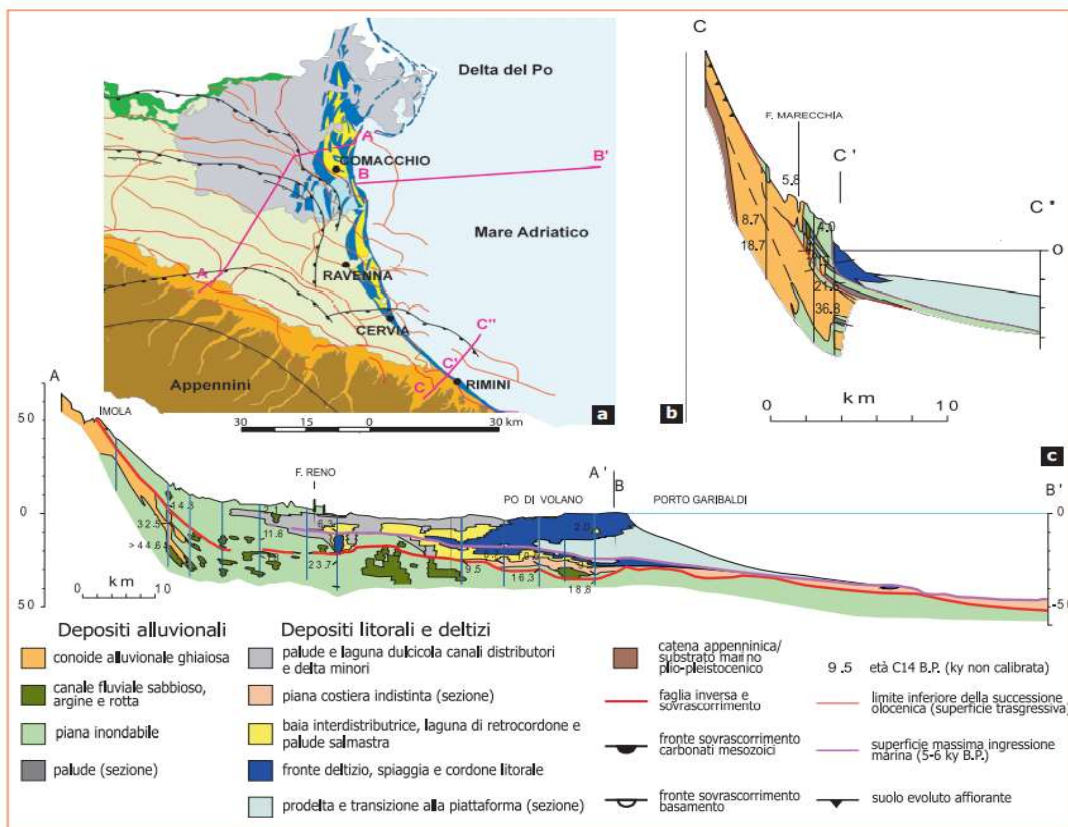 Delta del Po
A
COMACCHIO
B
B'
Mare Adriatico
A
RAVENNA
CERVIA
C"
C'
C
RIMINI
Appennini
a
30 15 0 30 km
C
F. MARECCHIA
C'
5.8
C"
4.0
0
8.7
18.7
36.8
b
k m
0 10
A
50
IMOLA
F. RENO
A'
B
PO DI VOLANO
PORTO GARIBALDI
c
B'
0
0
14.3
6.3
2.0
32.5
11.6
>44.6
23.7
9.5
16.3
18.8
k m
0 10
50
-50
Depositi alluvionali
conoide alluvionale ghiaiosa
canale fluviale sabbioso,
argine e rotta
piana inondabile
palude (sezione)
Depositi litorali e deltizi
palude e laguna dulcicola canali distributori
e delta minori
piana costiera indistinta (sezione)
baia interdistributrice, laguna di retrocordone e
palude salmastra
fronte deltizio, spiaggia e cordone litorale
prodelta e transizione alla piattaforma (sezione)
catena appenninica/
substrato marino
plio-pleistocenico
faglia inversa e
sovrascorrimento
fronte sovrascorrimento
carbonati mesozoici
fronte sovrascorrimento
basamento
9.5 età C14 B.P. (ky non calibrata)
limite inferiore della successione
olocenica (superficie trasgressiva)
superficie massima ingressione
marina (5-6 ky B.P.)
suolo evoluto affiorante